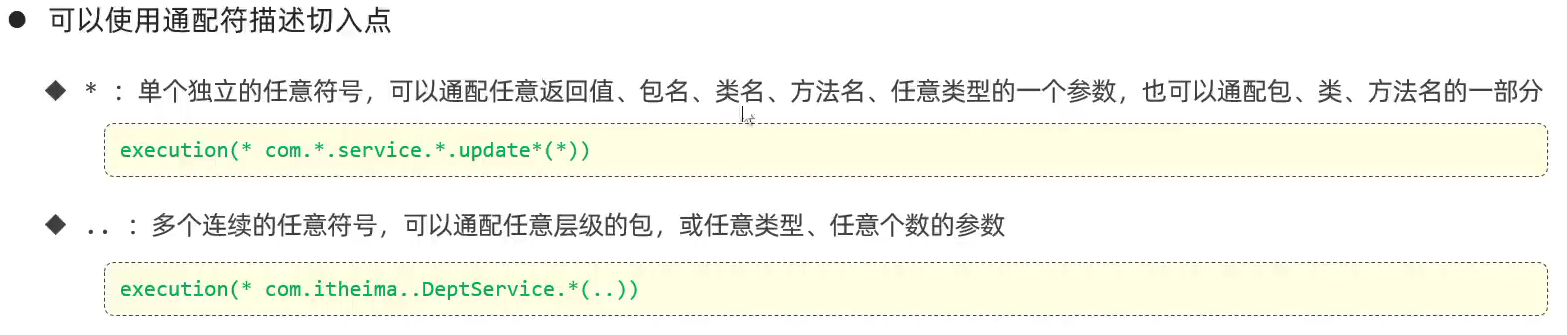 ● 可以使用通配符描述切入点
◆ * ：单个独立的任意符号，可以通配任意返回值、包名、类名、方法名、任意类型的一个参数，也可以通配包、类、方法名的一部分
execution(* com.*.service.*.update*(*))
◆ .. ：多个连续的任意符号，可以通配任意层级的包，或任意类型、任意个数的参数
execution(* com.itheima..DeptService.*(..))